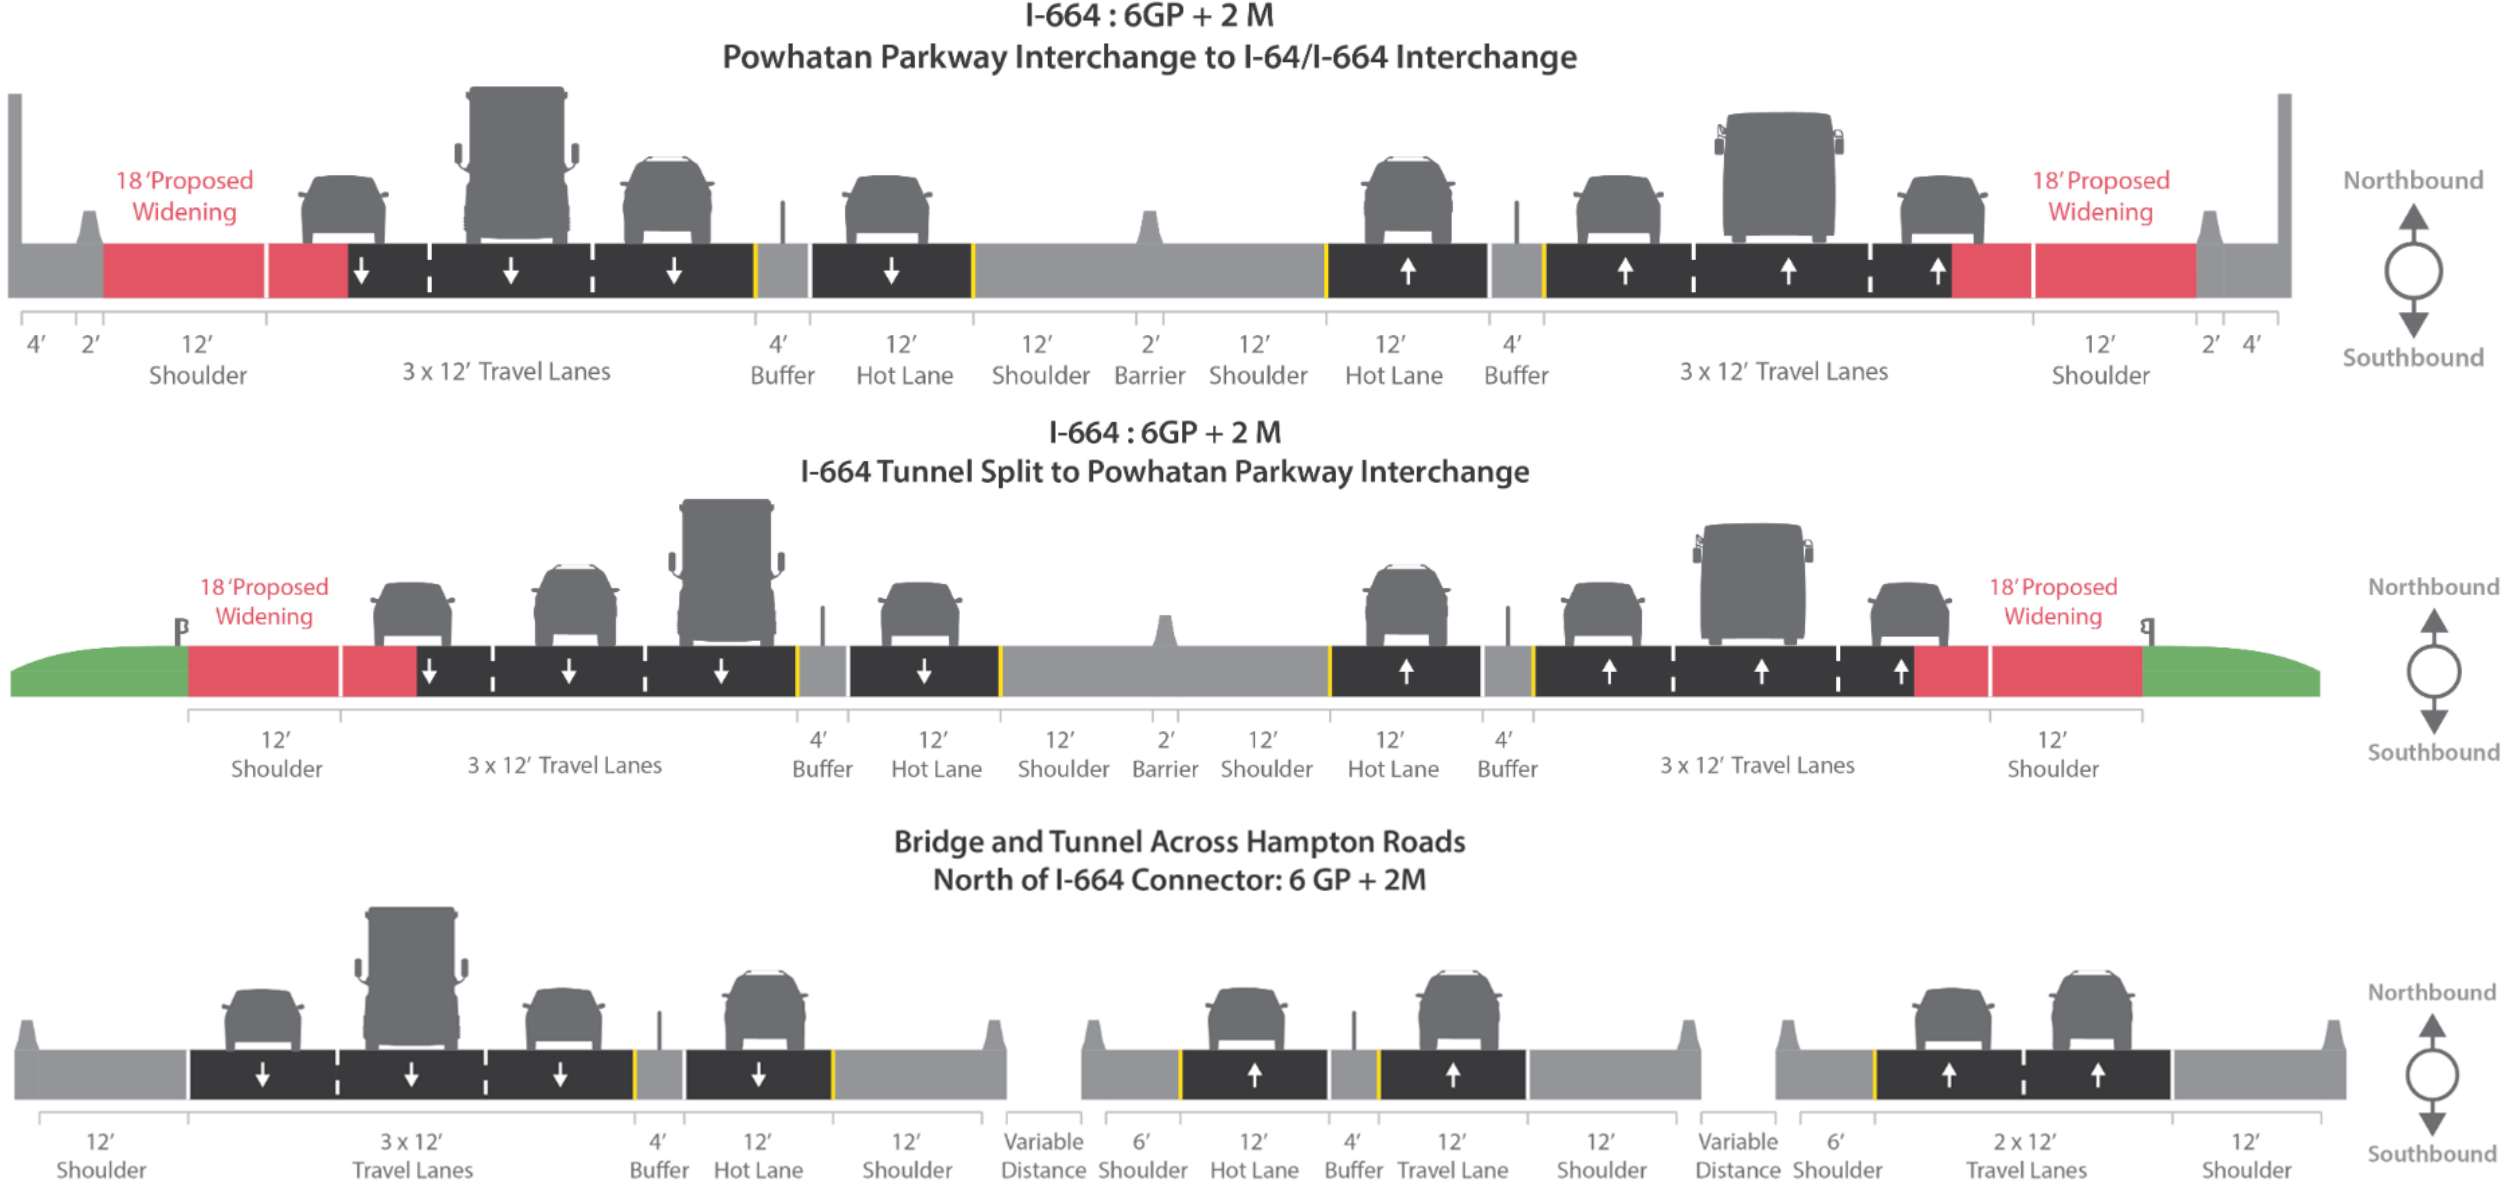 I-664 : 6GP + 2 M
Powhatan Parkway Interchange to I-64/I-664 Interchange
18 'Proposed
Widening
18' Proposed
Widening
Northbound
Southbound
4' 2' 12' 4' 12' 12' 2' 12' 12' 4' 12' 2' 4'
Shoulder 3 x 12' Travel Lanes Buffer Hot Lane Shoulder Barrier Shoulder Hot Lane Buffer 3 x 12' Travel Lanes Shoulder
I-664 : 6GP + 2 M
I-664 Tunnel Split to Powhatan Parkway Interchange
18 'Proposed
Widening
18' Proposed
Widening
Northbound
Southbound
12' 4' 12' 12' 2' 12' 12' 4' 12'
Shoulder 3 x 12' Travel Lanes Buffer Hot Lane Shoulder Barrier Shoulder Hot Lane Buffer 3 x 12' Travel Lanes Shoulder
Bridge and Tunnel Across Hampton Roads
North of I-664 Connector: 6 GP + 2M
Northbound
Southbound
12' 3 x 12' 4' 12' 12' Variable 6' 12' 4' 12' 12' Variable 6' 2 x 12' 12'
Shoulder Travel Lanes Buffer Hot Lane Shoulder Distance Shoulder Hot Lane Buffer Travel Lane Shoulder Distance Shoulder Travel Lanes Shoulder